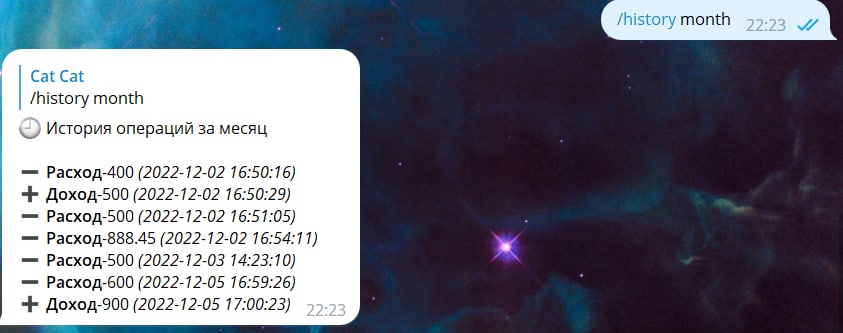 /history month 22:23
Cat Cat
/history month
🕘 История операций за месяц
➖ Расход-400 (2022-12-02 16:50:16)
➕ Доход-500 (2022-12-02 16:50:29)
➖ Расход-500 (2022-12-02 16:51:05)
➖ Расход-888.45 (2022-12-02 16:54:11)
➖ Расход-500 (2022-12-03 14:23:10)
➖ Расход-600 (2022-12-05 16:59:26)
➕ Доход-900 (2022-12-05 17:00:23) 22:23